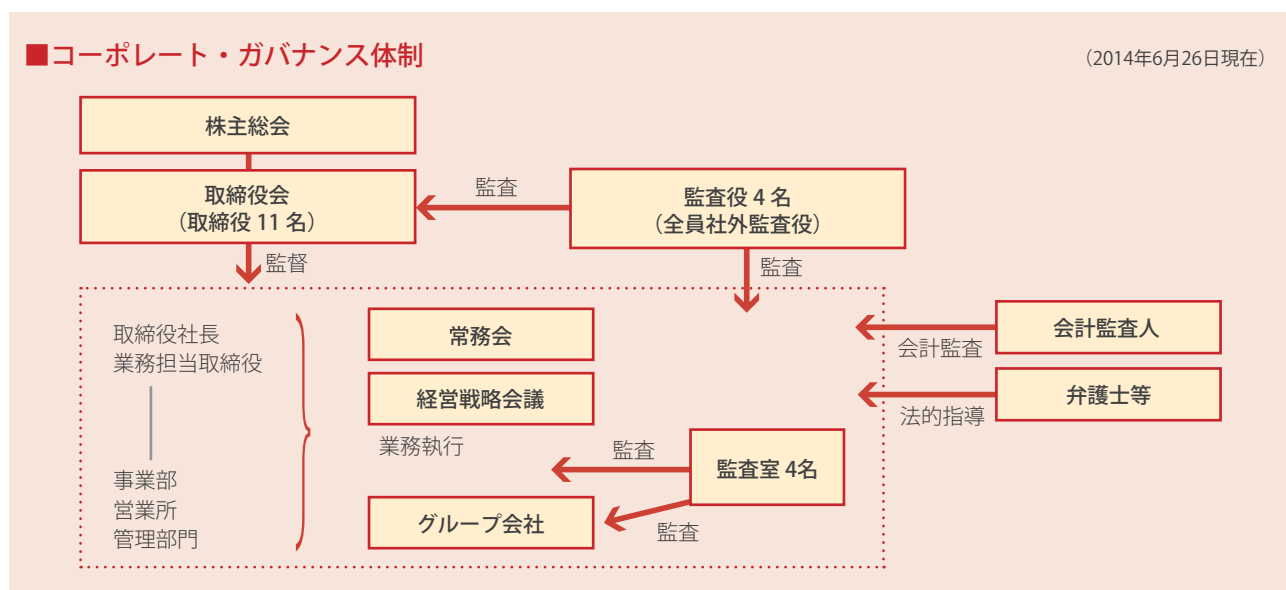 ■コーポレート・ガバナンス体制
（2014年6月26日現在）
株主総会
取締役会
（取締役 11 名）
監査
監査役 4 名
（全員社外監査役）
監督
監査
取締役社長
業務担当取締役
事業部
営業所
管理部門
常務会
経営戦略会議
業務執行
監査
監査室 4名
グループ会社
監査
会計監査人
会計監査
弁護士等
法的指導